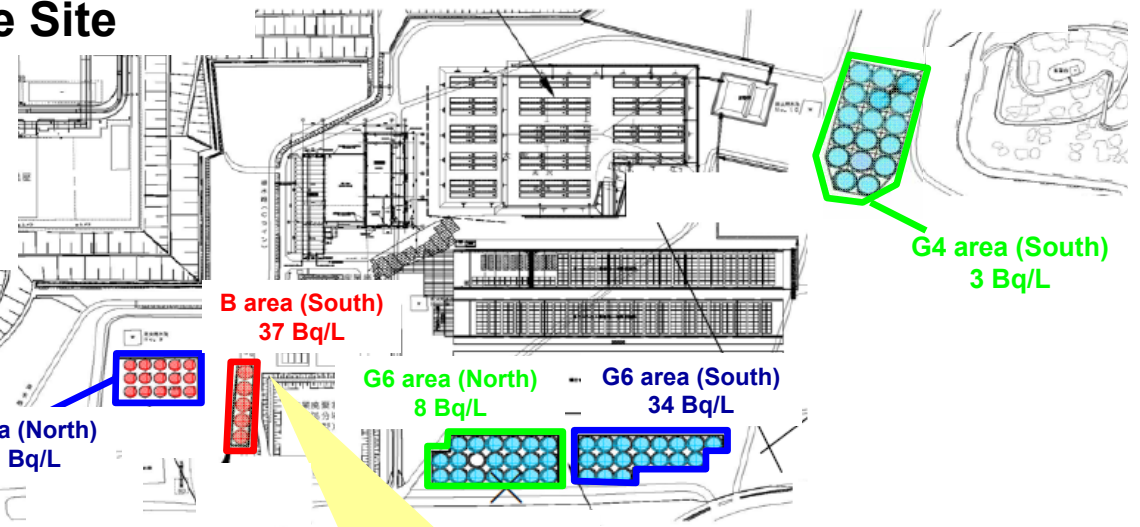 e Site
G4 area (South)
3 Bq/L
B area (South)
37 Bq/L
G6 area (North)
8 Bq/L
G6 area (South)
34 Bq/L
a (North)
Bq/L